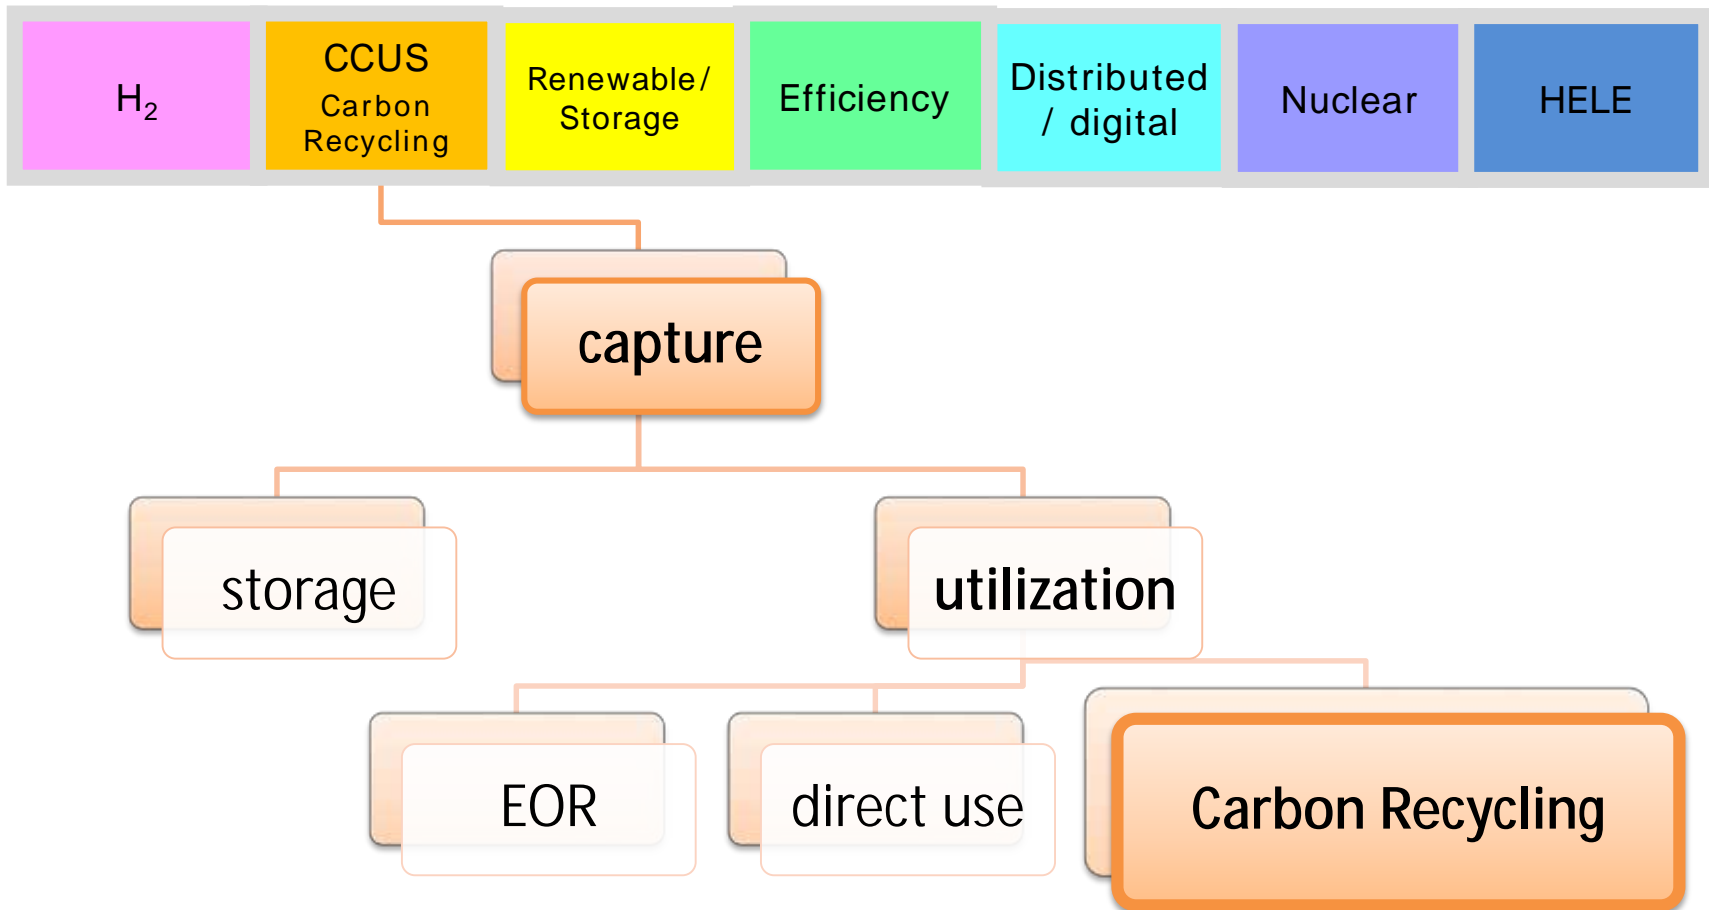 H₂
CCUS
Carbon
Recycling
Renewable/
Storage
Efficiency
Distributed
/ digital
Nuclear
HELE
capture
storage
utilization
EOR
direct use
Carbon Recycling